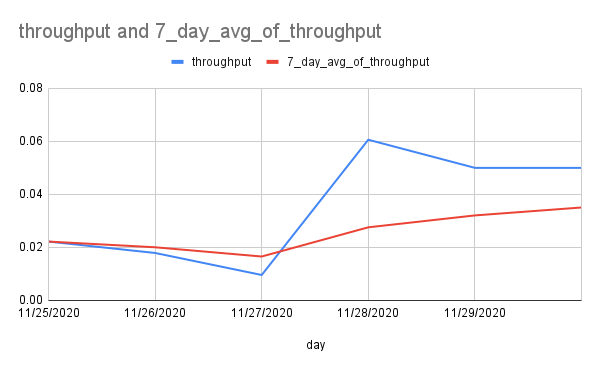 throughput and 7_day_avg_of_throughput
throughput 7_day_avg_of_throughput
0.08
0.06
0.04
0.02
0.00
11/25/2020 11/26/2020 11/27/2020 11/28/2020 11/29/2020
day